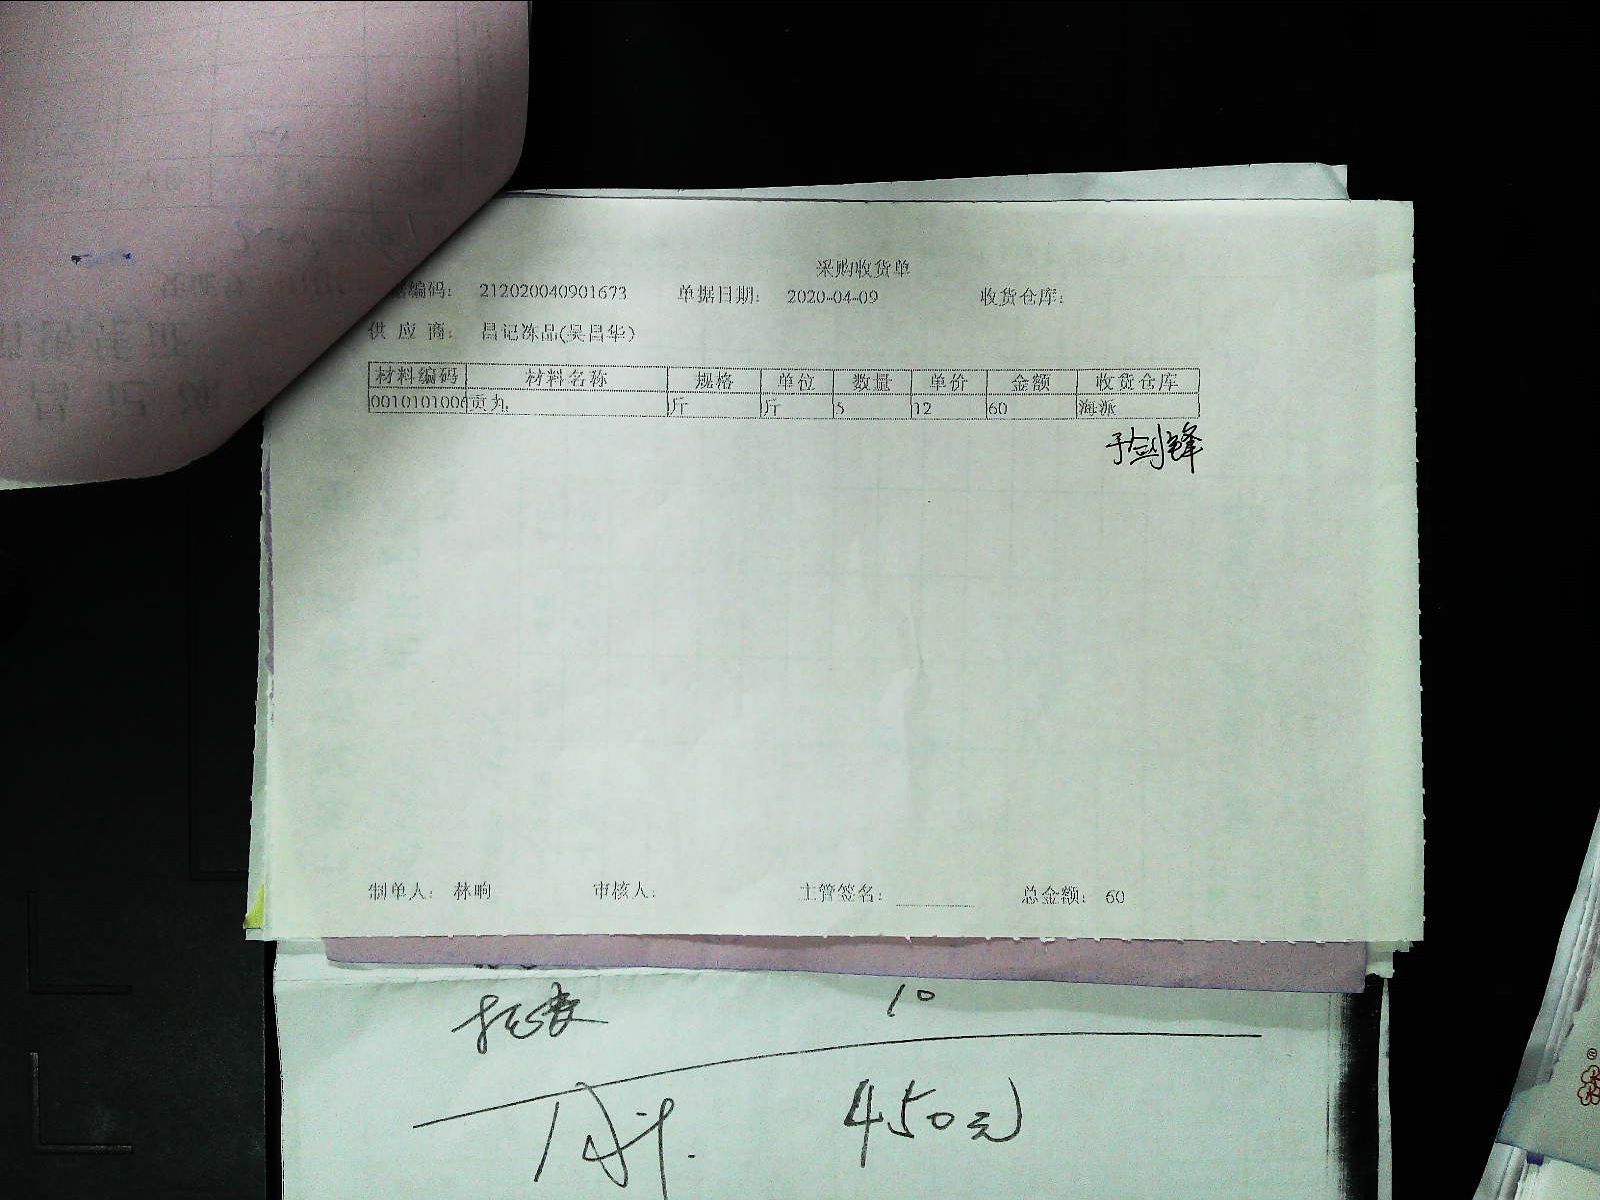 采购收货单
编码: 212020040901673 单据日期: 2020-04-09 收货仓库:
供应商: 昌记冻品(吴昌华)
材料编码 材料名称 规格 单位 数量 单价 金额 收货仓库
0010101006 贡丸 斤 斤 5 12 60 海派
于剑锋
制单人: 林晌 审核人: 主管签名: 总金额: 60
10
450元